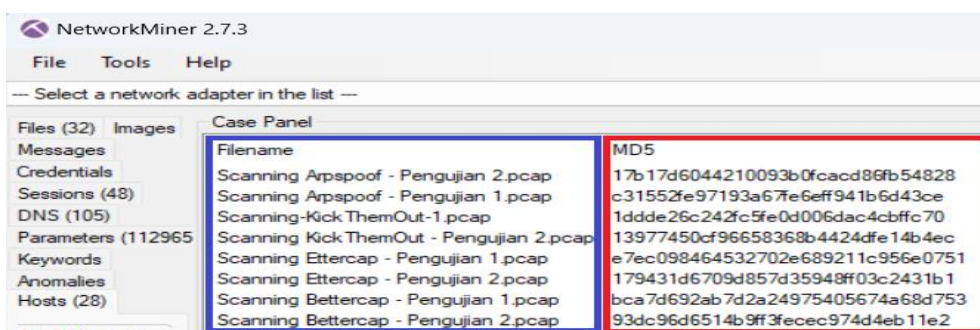 NetworkMiner 2.7.3
File Tools Help
--- Select a network adapter in the list ---
Files (32) Images
Messages
Credentials
Sessions (48)
DNS (105)
Parameters (112965
Keywords
Anomalies
Hosts (28)
Case Panel
Filename MD5
Scanning Arpspoof - Pengujian 2.pcap 17b17d6044210093b0fcacd86fb54828
Scanning Arpspoof - Pengujian 1.pcap c31552fe97193a67fe6eff941b6d43ce
Scanning-KickThemOut-1.pcap 1ddde26c242fc5fe0d006dac4cbffc70
Scanning KickThemOut - Pengujian 2.pcap 13977450cf96658368b4424dfe14b4ec
Scanning Ettercap - Pengujian 1.pcap e7ec098464532702e689211c956e0751
Scanning Ettercap - Pengujian 2.pcap 179431d6709d857d35948ff03c2431b1
Scanning Bettercap - Pengujian 1.pcap bca7d692ab7d2a24975405674a68d753
Scanning Bettercap - Pengujian 2.pcap 93dc96d6514b9ff3fecec974d4eb11e2